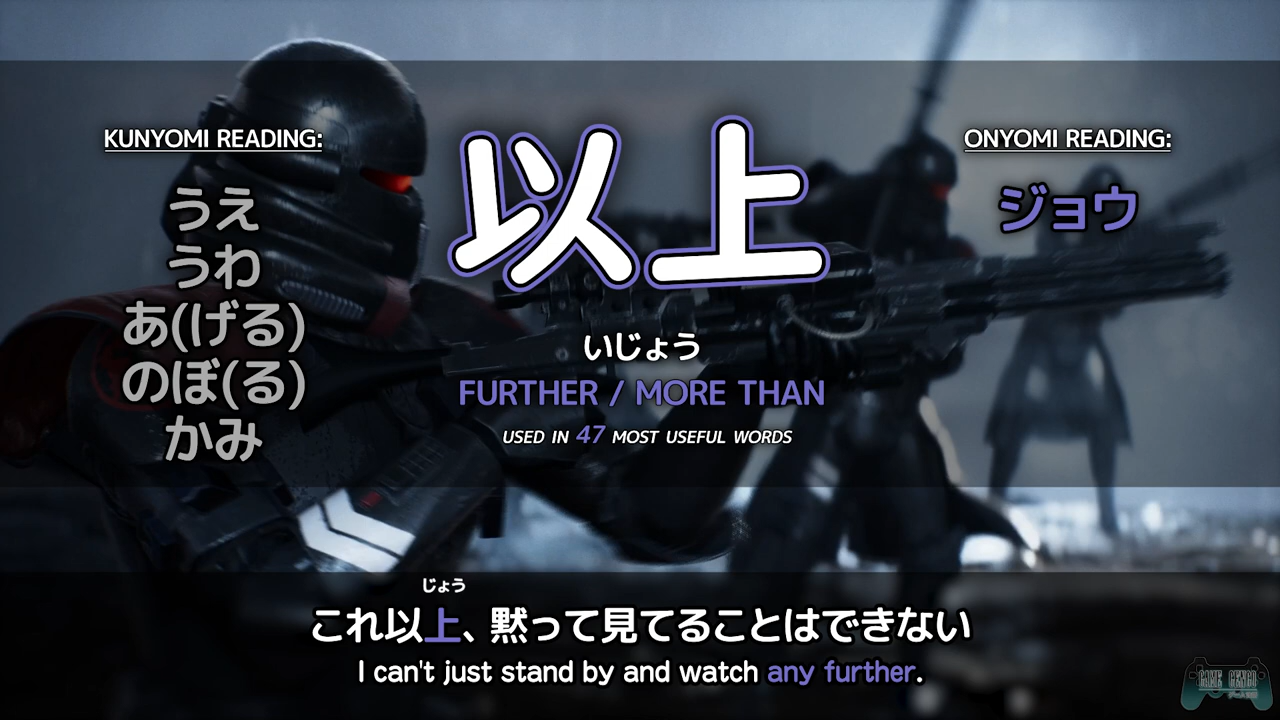 KUNYOMI READING:
うえ
うわ
あ(げる)
のぼ(る)
かみ
以上
いじょう
FURTHER / MORE THAN
USED IN 47 MOST USEFUL WORDS
ONYOMI READING:
ジョウ
じょう
これ以上、黙って見てることはできない
I can't just stand by and watch any further.
GAME GENGO